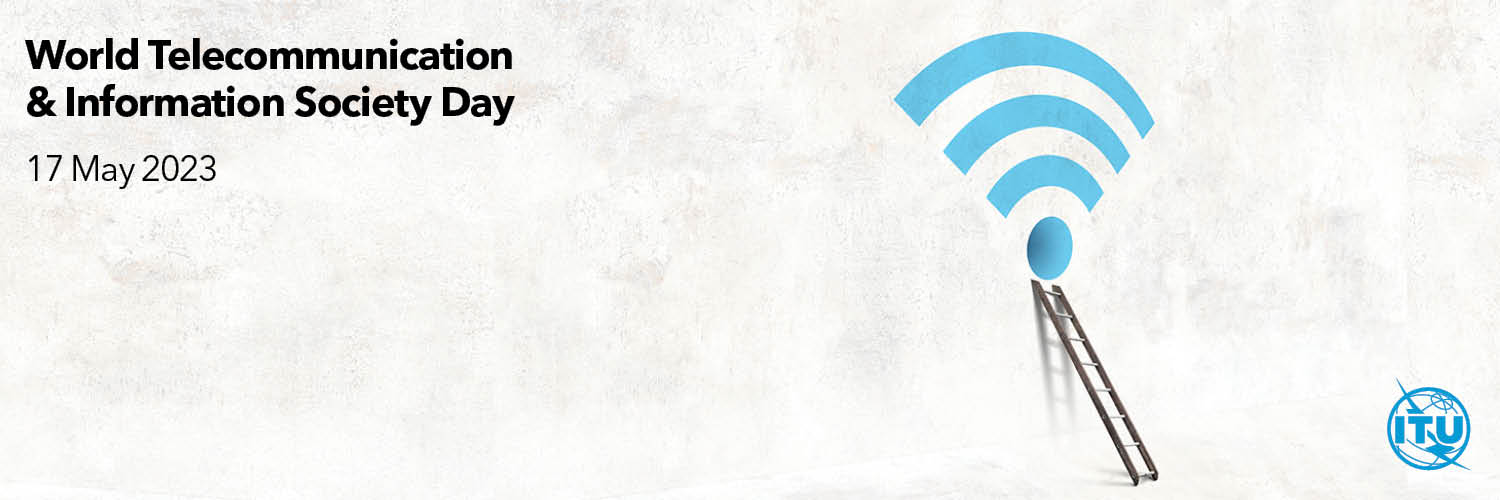 World Telecommunication
& Information Society Day
17 May 2023
ITU